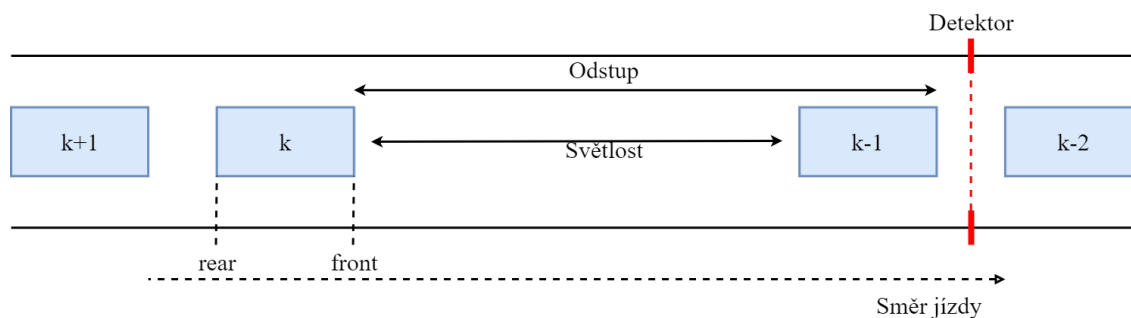 Detektor
Odstup
k+1
k
Světlost
k-1
k-2
rear
front
Směr jízdy